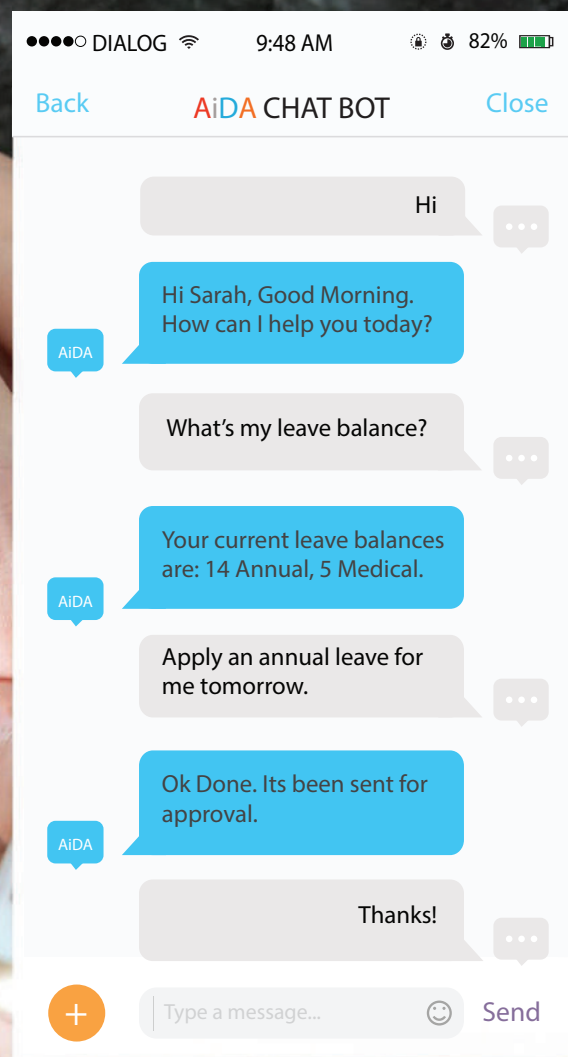 DIALOG 9:48 AM 82%
Back AiDA CHAT BOT Close
Hi
Hi Sarah, Good Morning.
How can I help you today?
AiDA
What's my leave balance?
Your current leave balances
are: 14 Annual, 5 Medical.
AiDA
Apply an annual leave for
me tomorrow.
Ok Done. Its been sent for
approval.
AiDA
Thanks!
+ Type a message... Send